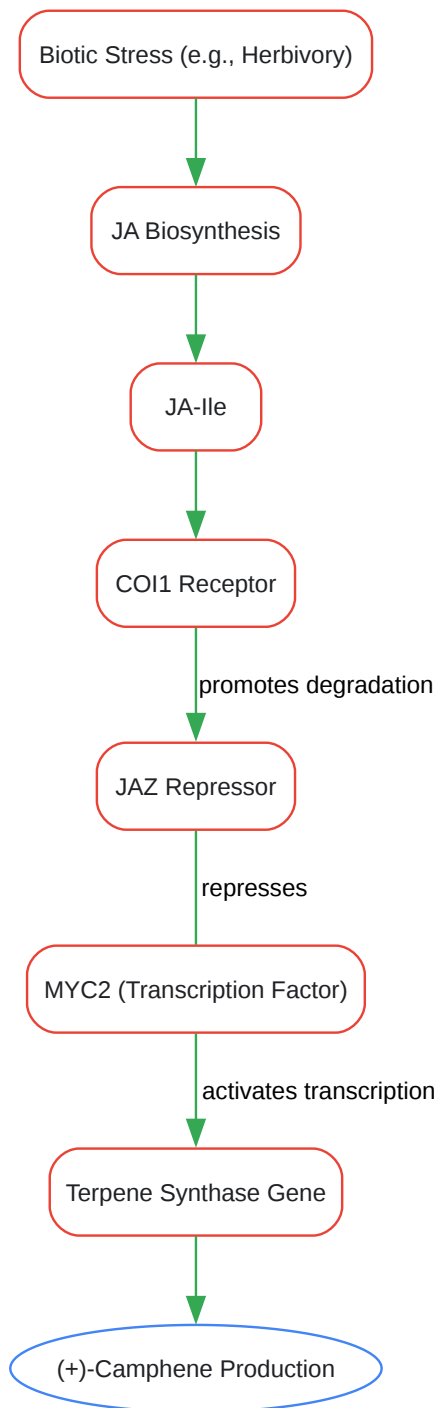 Biotic Stress (e.g., Herbivory)
JA Biosynthesis
JA-Ile
COI1 Receptor
promotes degradation
JAZ Repressor
represses
MYC2 (Transcription Factor)
activates transcription
Terpene Synthase Gene
(+)-Camphene Production